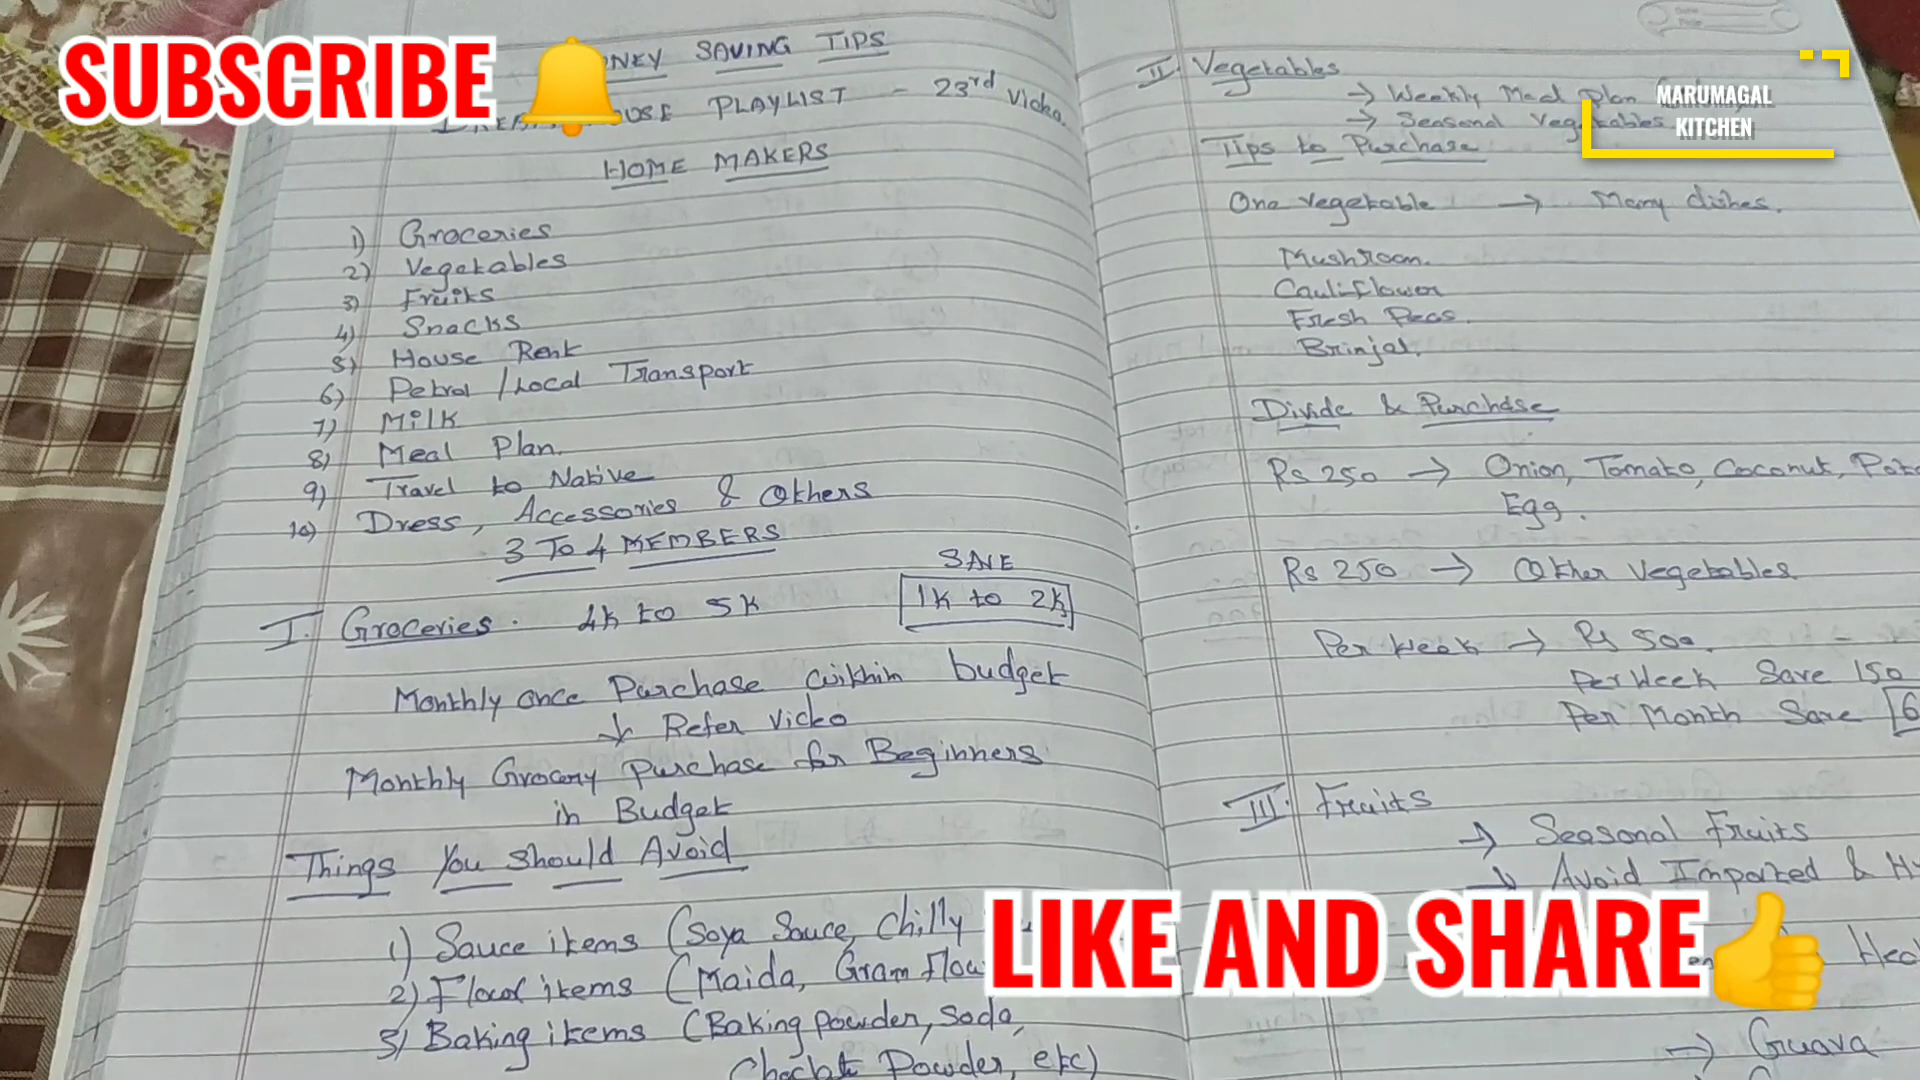 SUBSCRIBE
MARUMAGAL
KITCHEN
LIKE AND SHARE
SAVING TIPS
PLAYLIST - 23rd Video.
HOME MAKERS
1) Groceries
2) Vegetables
3) Fruits
4) Snacks
5) House Rent
6) Petrol / Local Transport
7) Milk
8) Meal Plan.
9) Travel to Native
10) Dress, Accessories & Others
3 TO 4 MEMBERS
SAVE
I. Groceries. 4k to 5k 1k to 2k
Monthly once Purchase within budget
Refer video
Monthly Grocery Purchase for Beginners
in Budget
Things You Should Avoid
1) Sauce items (Soya Sauce, Chilly
2) Flour items (Maida, Gram
3) Baking items (Baking powder, Soda,
Powder, etc)
II. Vegetables
→ Weekly Meal Plan
→ Seasonal Vegetables
Tips to Purchase
One Vegetable → Many dishes.
Mushroom.
Cauliflower
Fresh Peas.
Brinjal.
Divide & Purchase
Rs 250 → Onion, Tomato, Coconut,
Egg.
Rs 250 → Other Vegetables
Per Week → Rs 500.
Per Week Save 150
Per Month Save
III. Fruits
→ Seasonal Fruits
Avoid Imported &
→ Guava